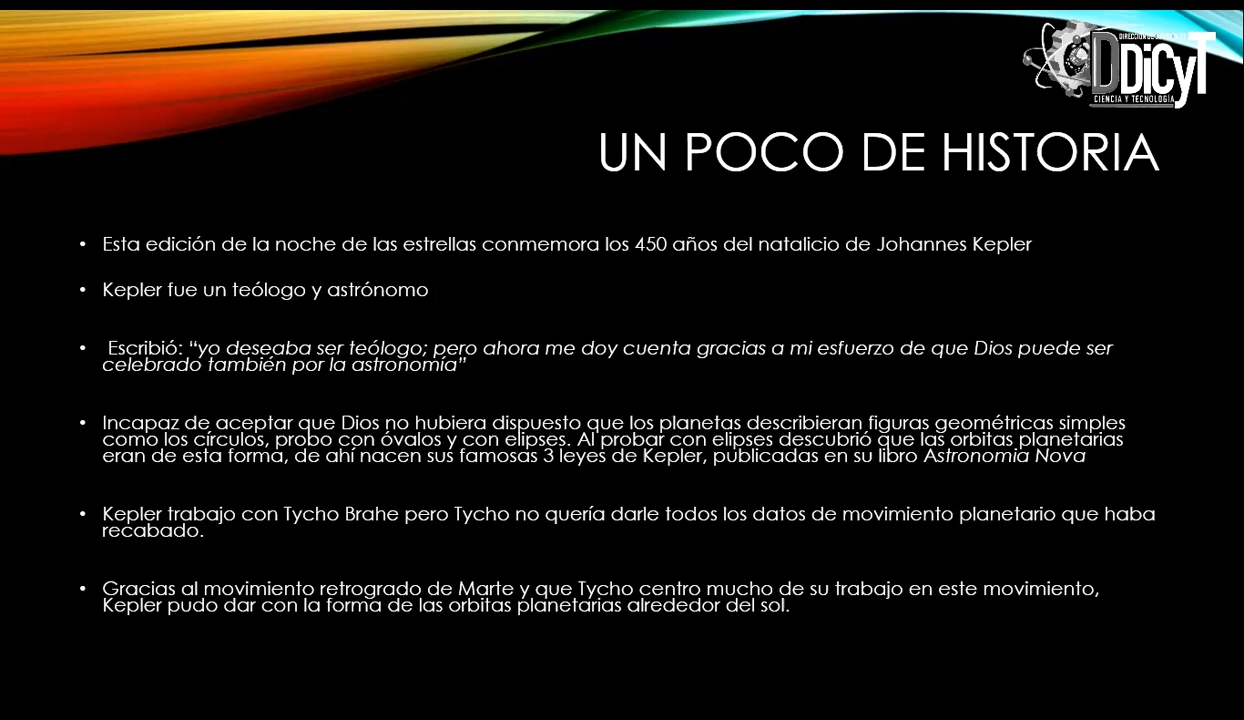 DDiCyT
CIENCIA Y TECNOLOGÍA
UN POCO DE HISTORIA
• Esta edición de la noche de las estrellas conmemora los 450 años del natalicio de Johannes Kepler
• Kepler fue un teólogo y astrónomo
• Escribió: “yo deseaba ser teólogo; pero ahora me doy cuenta gracias a mi esfuerzo de que Dios puede ser
celebrado también por la astronomía”
• Incapaz de aceptar que Dios no hubiera dispuesto que los planetas describieran figuras geométricas simples
como los círculos, probo con óvalos y con elipses. Al probar con elipses descubrió que las orbitas planetarias
eran de esta forma, de ahí nacen sus famosas 3 leyes de Kepler, publicadas en su libro Astronomia Nova
• Kepler trabajo con Tycho Brahe pero Tycho no quería darle todos los datos de movimiento planetario que haba
recabado.
• Gracias al movimiento retrogrado de Marte y que Tycho centro mucho de su trabajo en este movimiento,
Kepler pudo dar con la forma de las orbitas planetarias alrededor del sol.